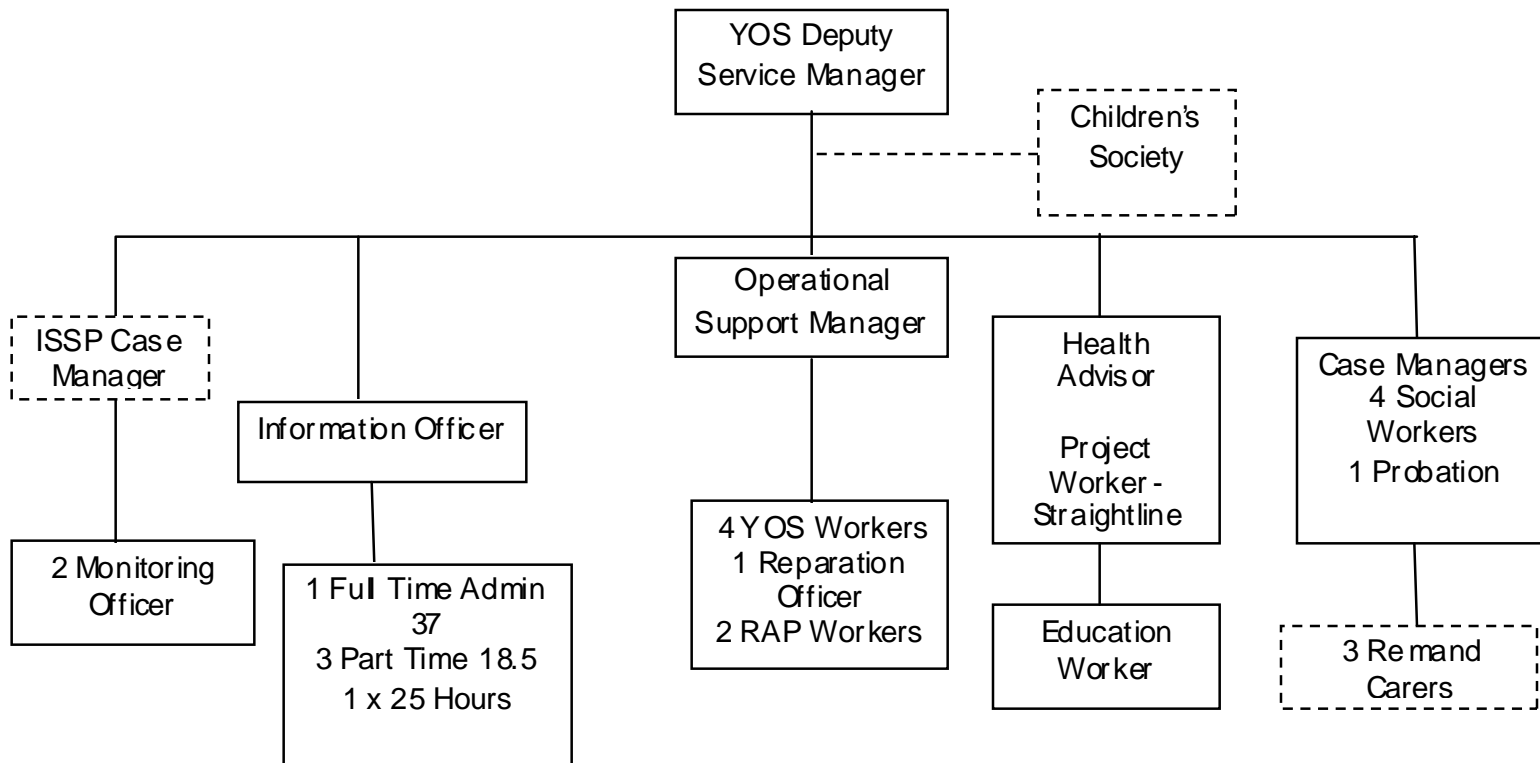 YOS Deputy
Service Manager
Children's
Society
ISSP Case
Manager
Information Officer
Operational
Support Manager
Health
Advisor
Project
Worker -
Straightline
Case Managers
4 Social
Workers
1 Probation
2 Monitoring
Officer
1 Full Time Admin
37
3 Part Time 18.5
1 x 25 Hours
4 YOS Workers
1 Reparation
Officer
2 RAP Workers
Education
Worker
3 Remand
Carers